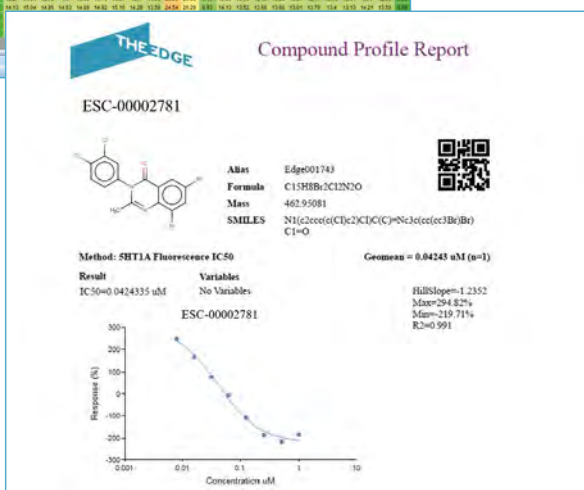 THE EDGE
Compound Profile Report
ESC-00002781
Alias Edge001743
Formula C15H8Br2Cl2N2O
Mass 462.95081
SMILES N1(c2ccc(c(Cl)c2)Cl)C(C)=Nc3c(cc(cc3Br)Br)
C1=O
Method: 5HT1A Fluorescence IC50 Geomean = 0.04243 uM (n=1)
Result Variables
IC50=0.0424335 uM No Variables
HillSlope=-1.2352
Max=294.82%
Min=-219.71%
R2=0.991
ESC-00002781
Response (%)
300
200
100
0
-100
-200
-300
0.001 0.01 0.1 1 10
Concentration uM